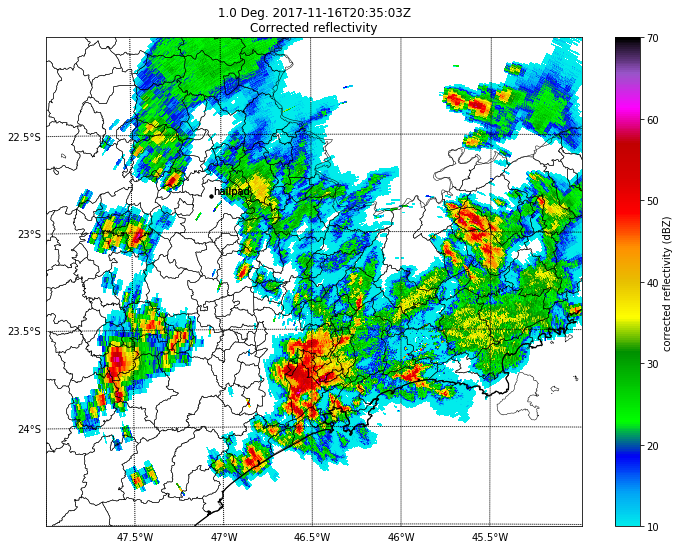 1.0 Deg. 2017-11-16T20:35:03Z
Corrected reflectivity
70
60
50
40
30
20
10
corrected reflectivity (dBZ)
22.5°S
23°S
23.5°S
24°S
hailpad
47.5°W
47°W
46.5°W
46°W
45.5°W